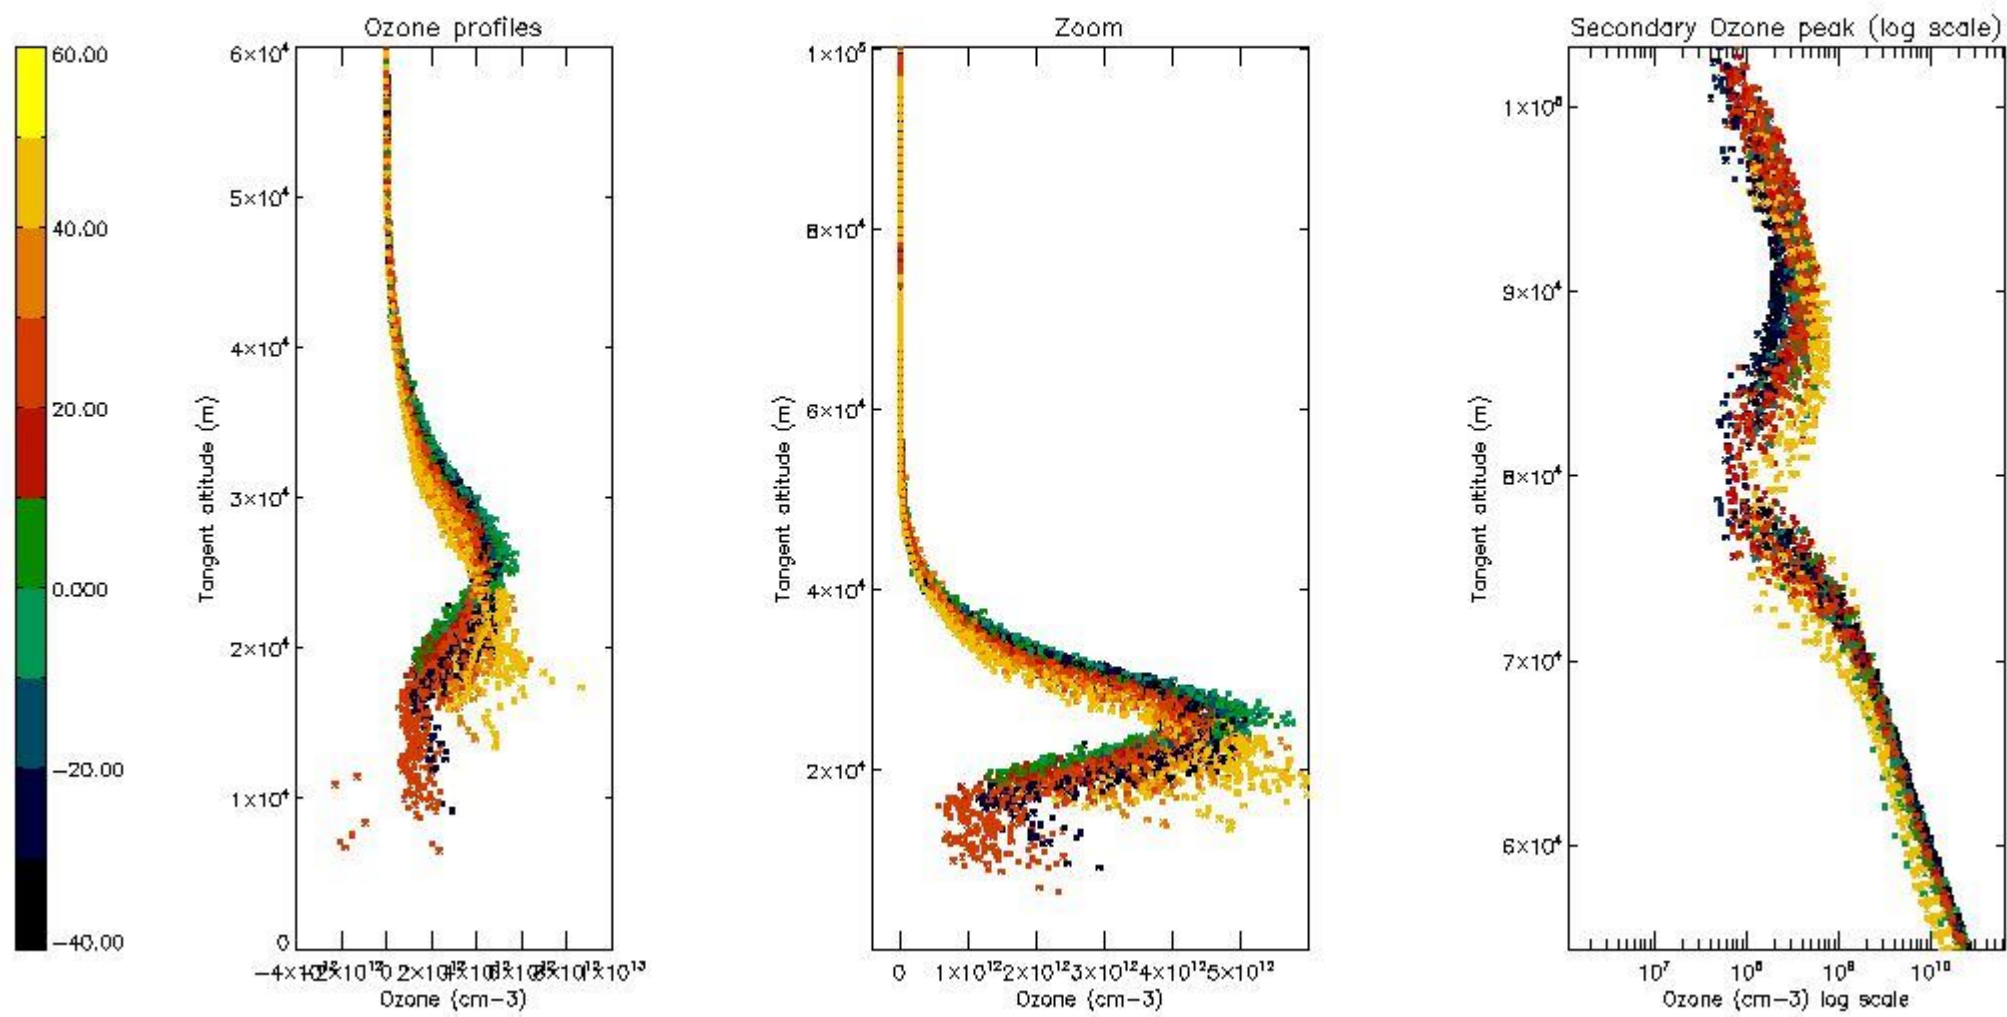 Ozone profiles
Zoom
Secondary Ozone peak (log scale)
60.00
40.00
20.00
0.000
−20.00
−40.00
6×10⁴
5×10⁴
4×10⁴
3×10⁴
2×10⁴
1×10⁴
0
Tangent altitude (m)
Ozone (cm−3)
1×10⁵
8×10⁴
6×10⁴
4×10⁴
2×10⁴
Tangent altitude (m)
0 1×10¹² 2×10¹² 3×10¹² 4×10¹² 5×10¹²
Ozone (cm−3)
9×10⁴
8×10⁴
7×10⁴
6×10⁴
Tangent altitude (m)
10⁷ 10⁸ 10⁹ 10¹⁰
Ozone (cm−3) log scale